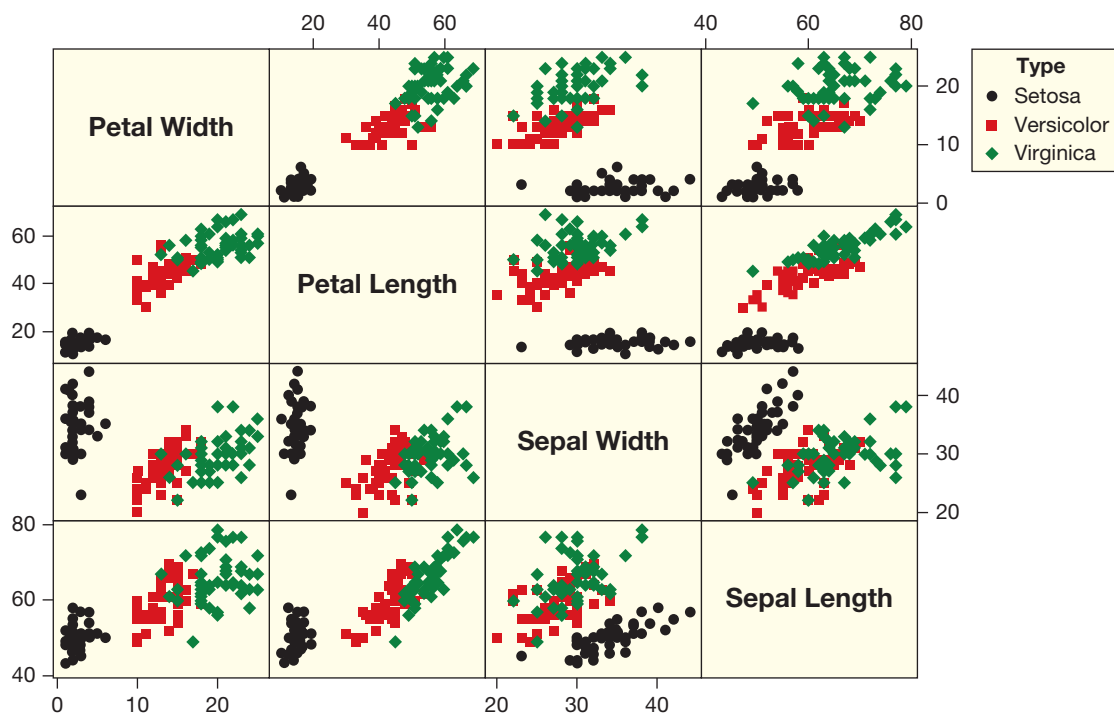 20 40 60
40 60 80
Type
Setosa
Versicolor
Virginica
Petal Width
20
10
0
60
40
20
Petal Length
Sepal Width
40
30
20
80
60
40
Sepal Length
0 10 20
20 30 40